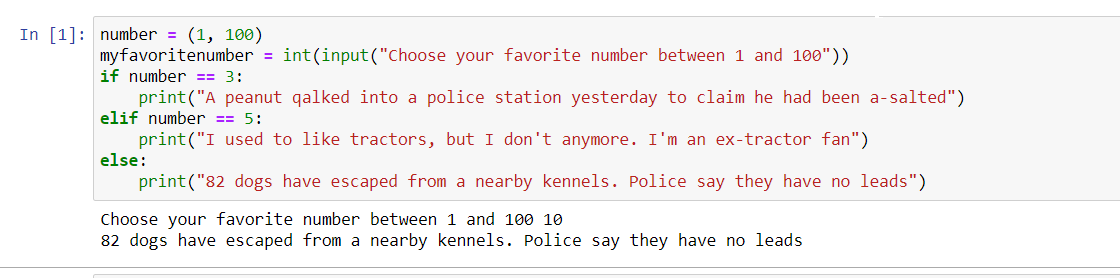 In [1]: number = (1, 100)
myfavoritenumber = int(input("Choose your favorite number between 1 and 100"))
if number == 3:
    print("A peanut qalked into a police station yesterday to claim he had been a-salted")
elif number == 5:
    print("I used to like tractors, but I don't anymore. I'm an ex-tractor fan")
else:
    print("82 dogs have escaped from a nearby kennels. Police say they have no leads")
Choose your favorite number between 1 and 100 10
82 dogs have escaped from a nearby kennels. Police say they have no leads